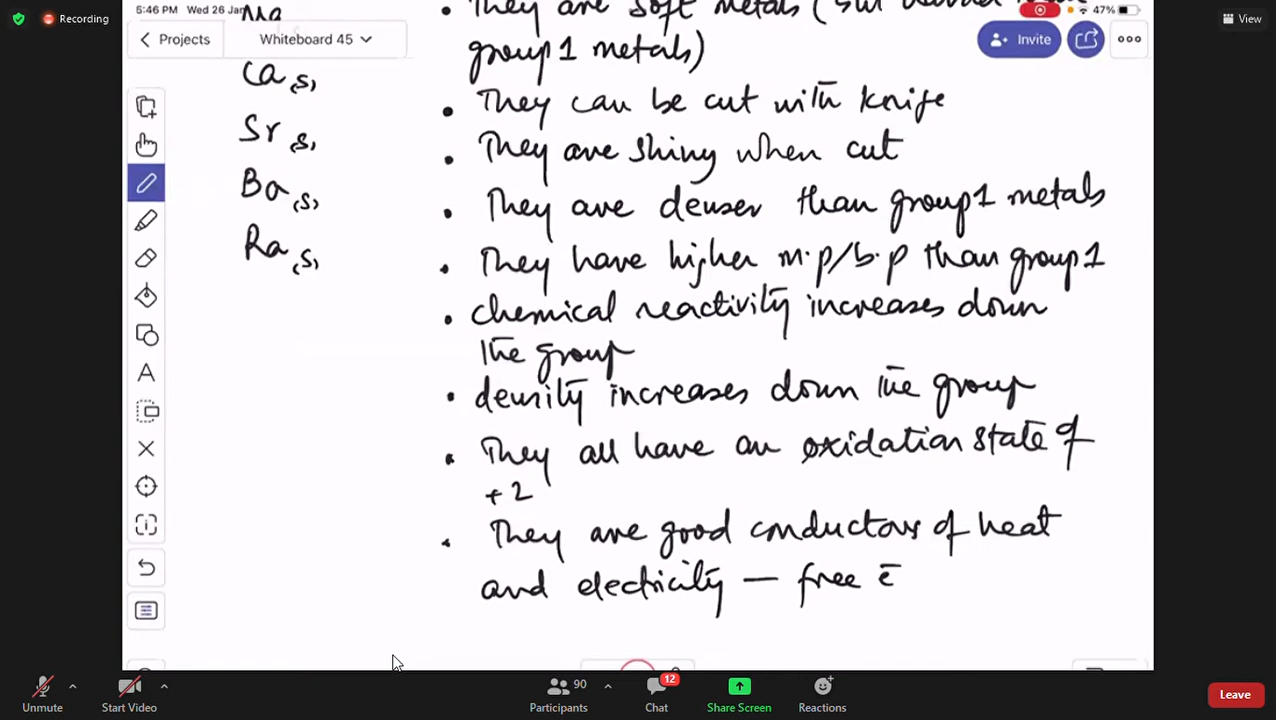 Recording
View
5:46 PM Wed 26 Jan
47%
Projects
Whiteboard 45
Invite
Ca(s)
Sr(s)
Ba(s)
Ra(s)
• They are soft metals (
group 1 metals)
• They can be cut with knife
• They are shiny when cut
• They are denser than group 1 metals
• They have higher m.p/b.p than group 1
• chemical reactivity increases down
the group
• density increases down the group
• They all have an oxidation state of
+2
• They are good conductors of heat
and electricity — free ē
A
Unmute
Start Video
90
Participants
12
Chat
Share Screen
Reactions
Leave